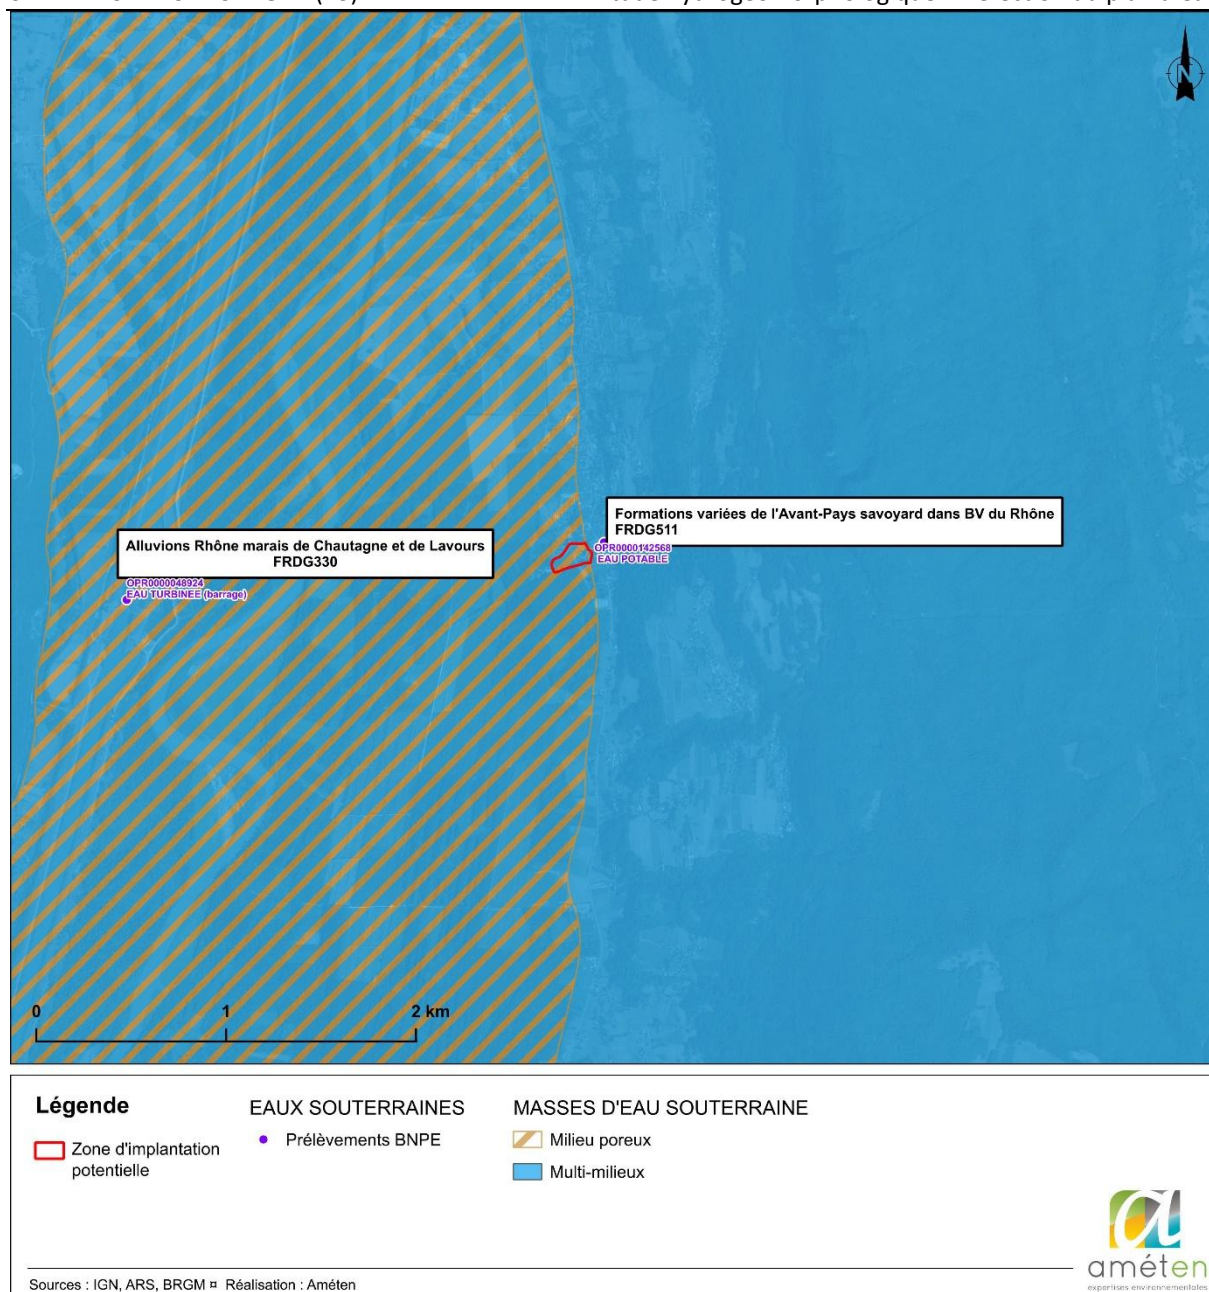 N
Formations variées de l'Avant-Pays savoyard dans BV du Rhône
FRDG511
Alluvions Rhône marais de Chautagne et de Lavours
FRDG330
OPR0000142568
EAU POTABLE
OPR0000048924
EAU TURBINEE (barrage)
0 1 2 km
Légende
Zone d'implantation
potentielle
EAUX SOUTERRAINES
Prélèvements BNPE
MASSES D'EAU SOUTERRAINE
Milieu poreux
Multi-milieux
améten
expertises environnementales
Sources : IGN, ARS, BRGM ¤ Réalisation : Améten